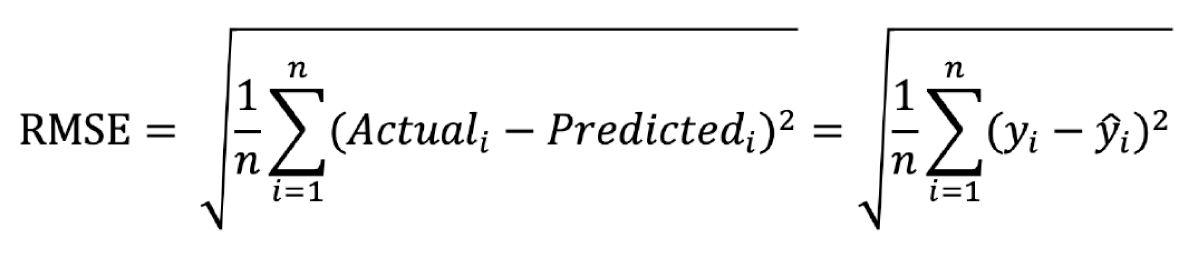 RMSE = √(1/n ∑_{i=1}^{n} (Actual_i − Predicted_i)²) = √(1/n ∑_{i=1}^{n} (y_i − ŷ_i)²)